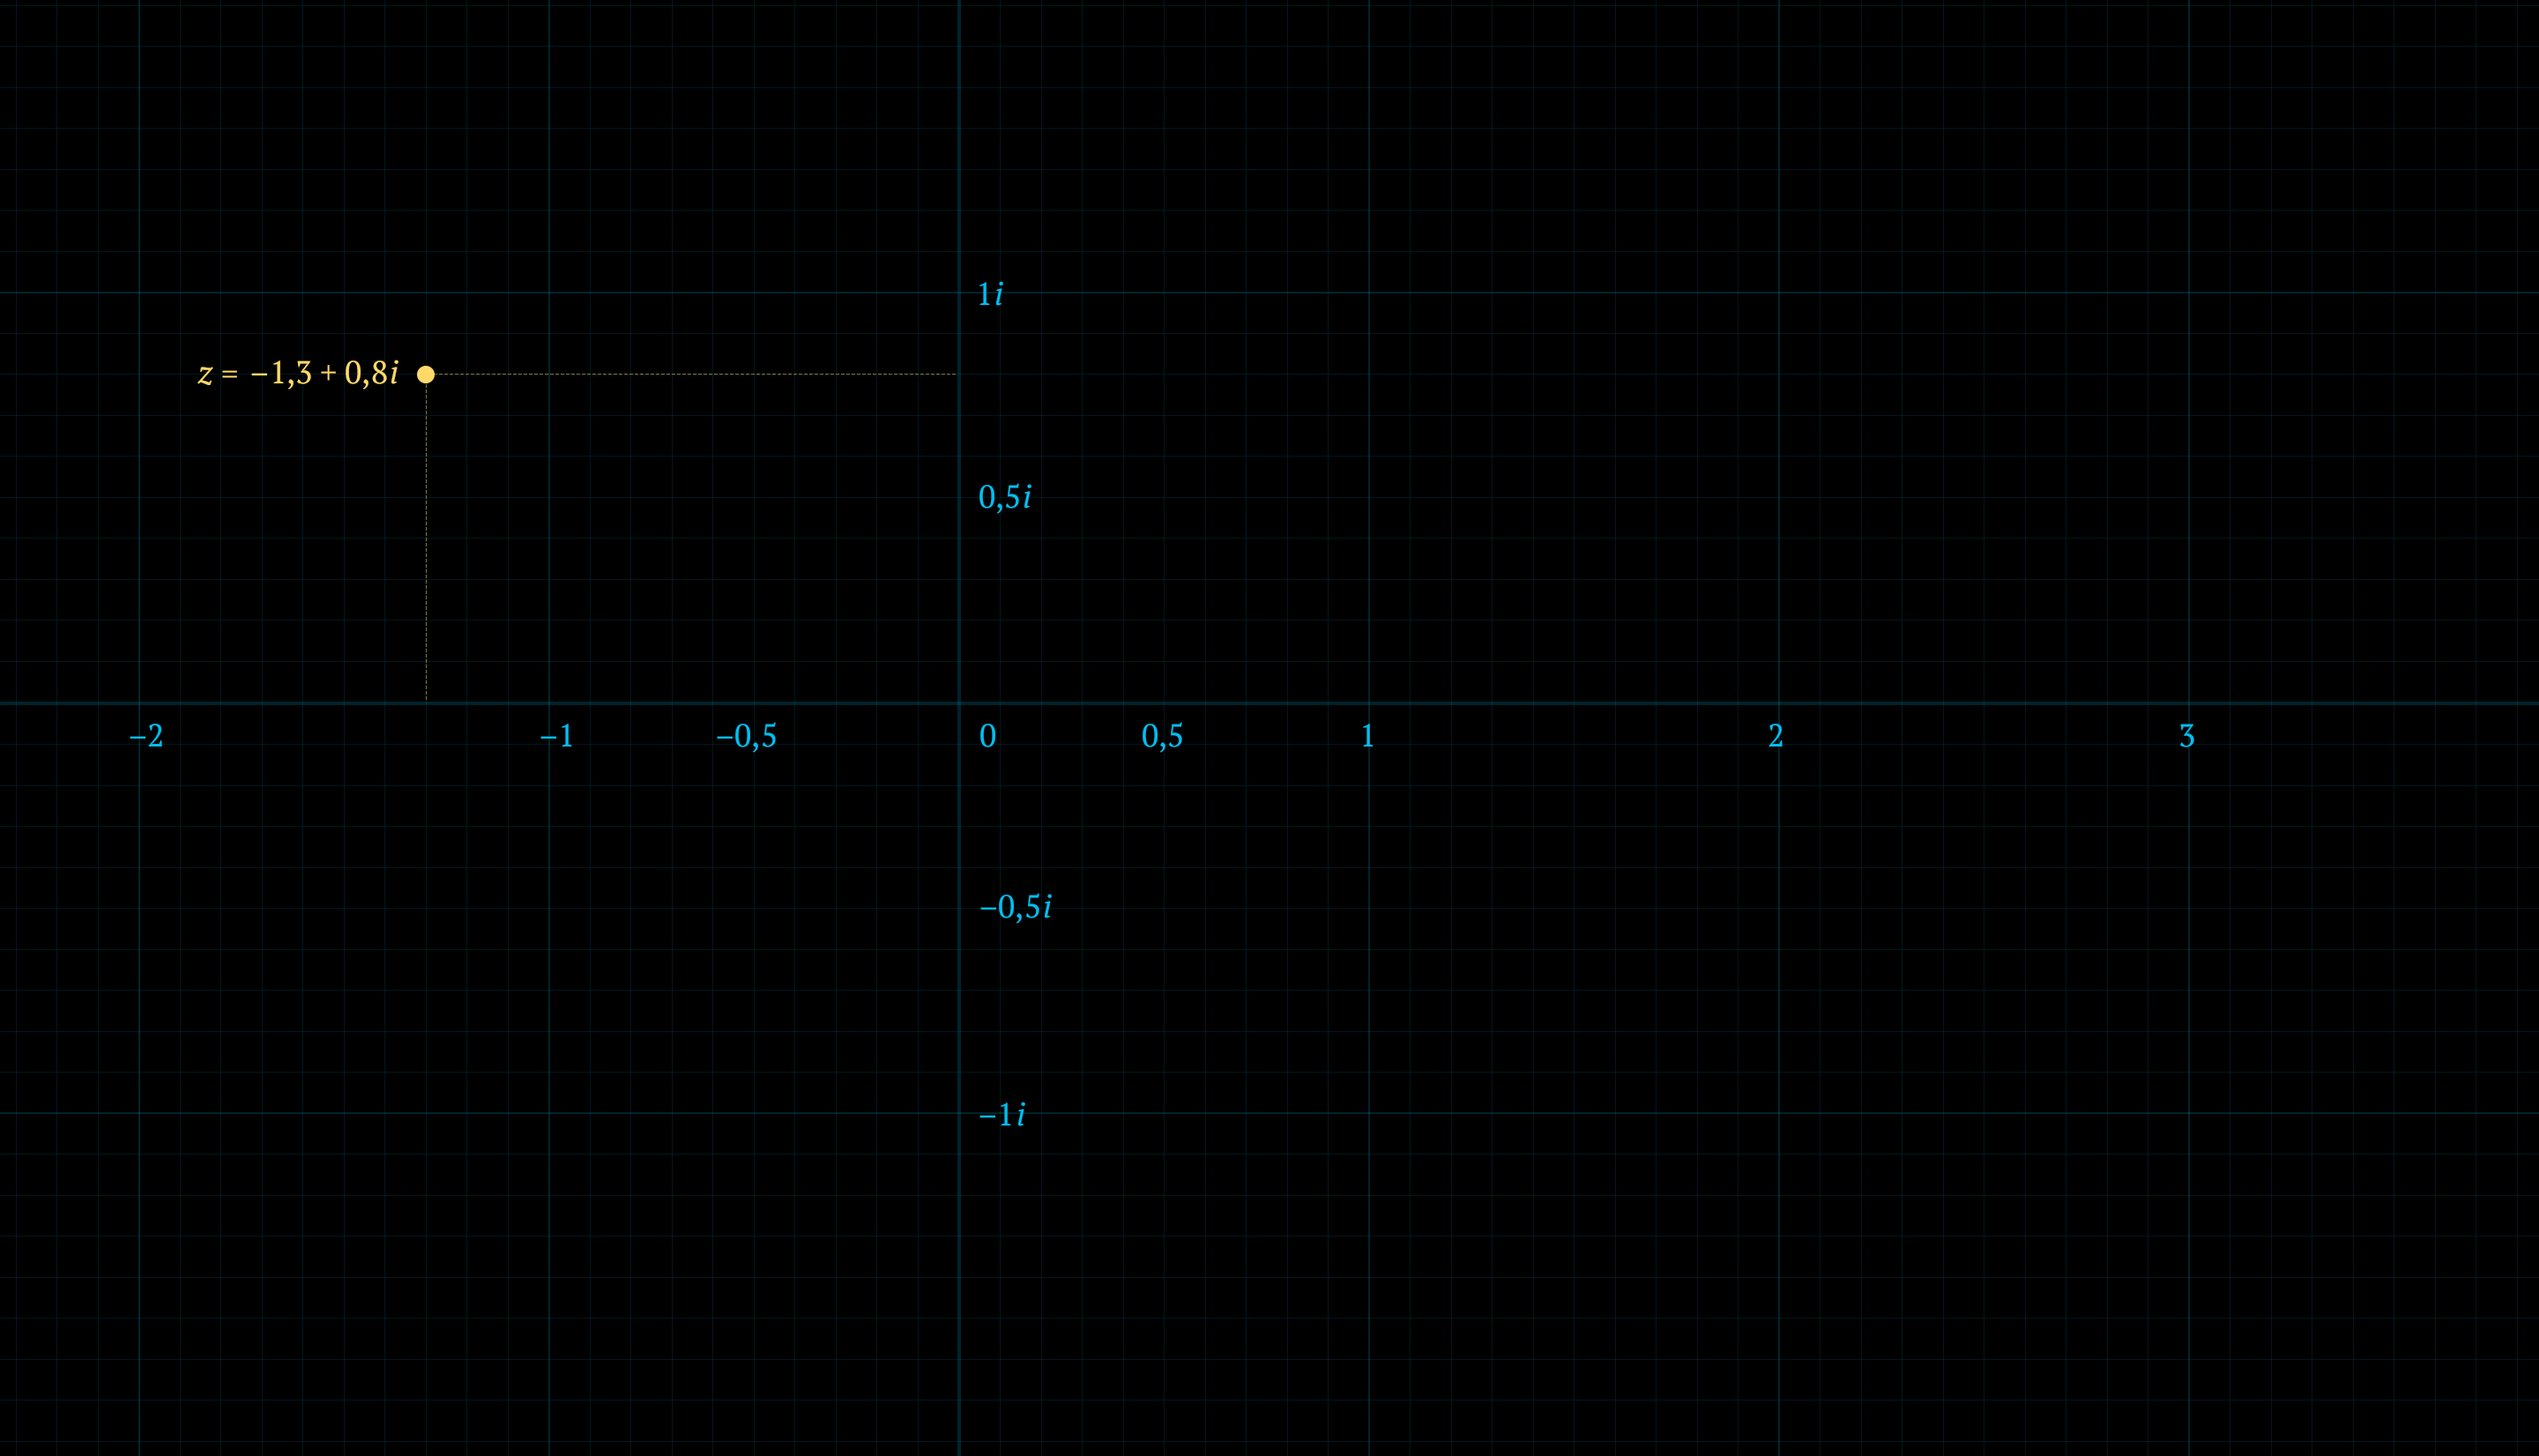 1i
z = −1,3 + 0,8i
0,5i
–2
–1
–0,5
0
0,5
1
2
3
–0,5i
–1i